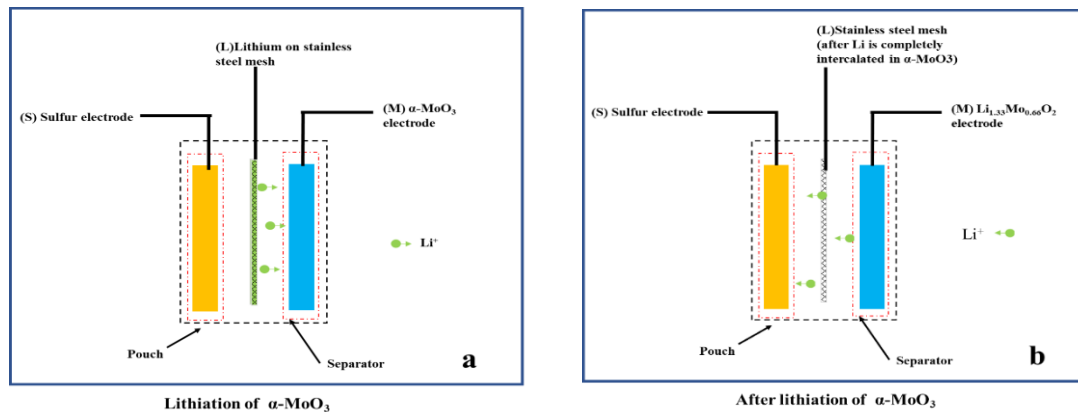 (L)Lithium on stainless
steel mesh
(S) Sulfur electrode
(M) α-MoO₃
electrode
Li⁺
Pouch
Separator
a
Lithiation of α-MoO₃
(L)Stainless steel mesh
(after Li is completely
intercalated in α-MoO3)
(S) Sulfur electrode
(M) Li₁.₃₃Mo₀.₆₆O₂
electrode
Li⁺
Pouch
Separator
b
After lithiation of α-MoO₃